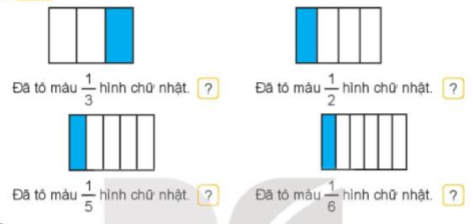 Đã tô màu 1/3 hình chữ nhật. ?
Đã tô màu 1/2 hình chữ nhật. ?
Đã tô màu 1/5 hình chữ nhật. ?
Đã tô màu 1/6 hình chữ nhật. ?